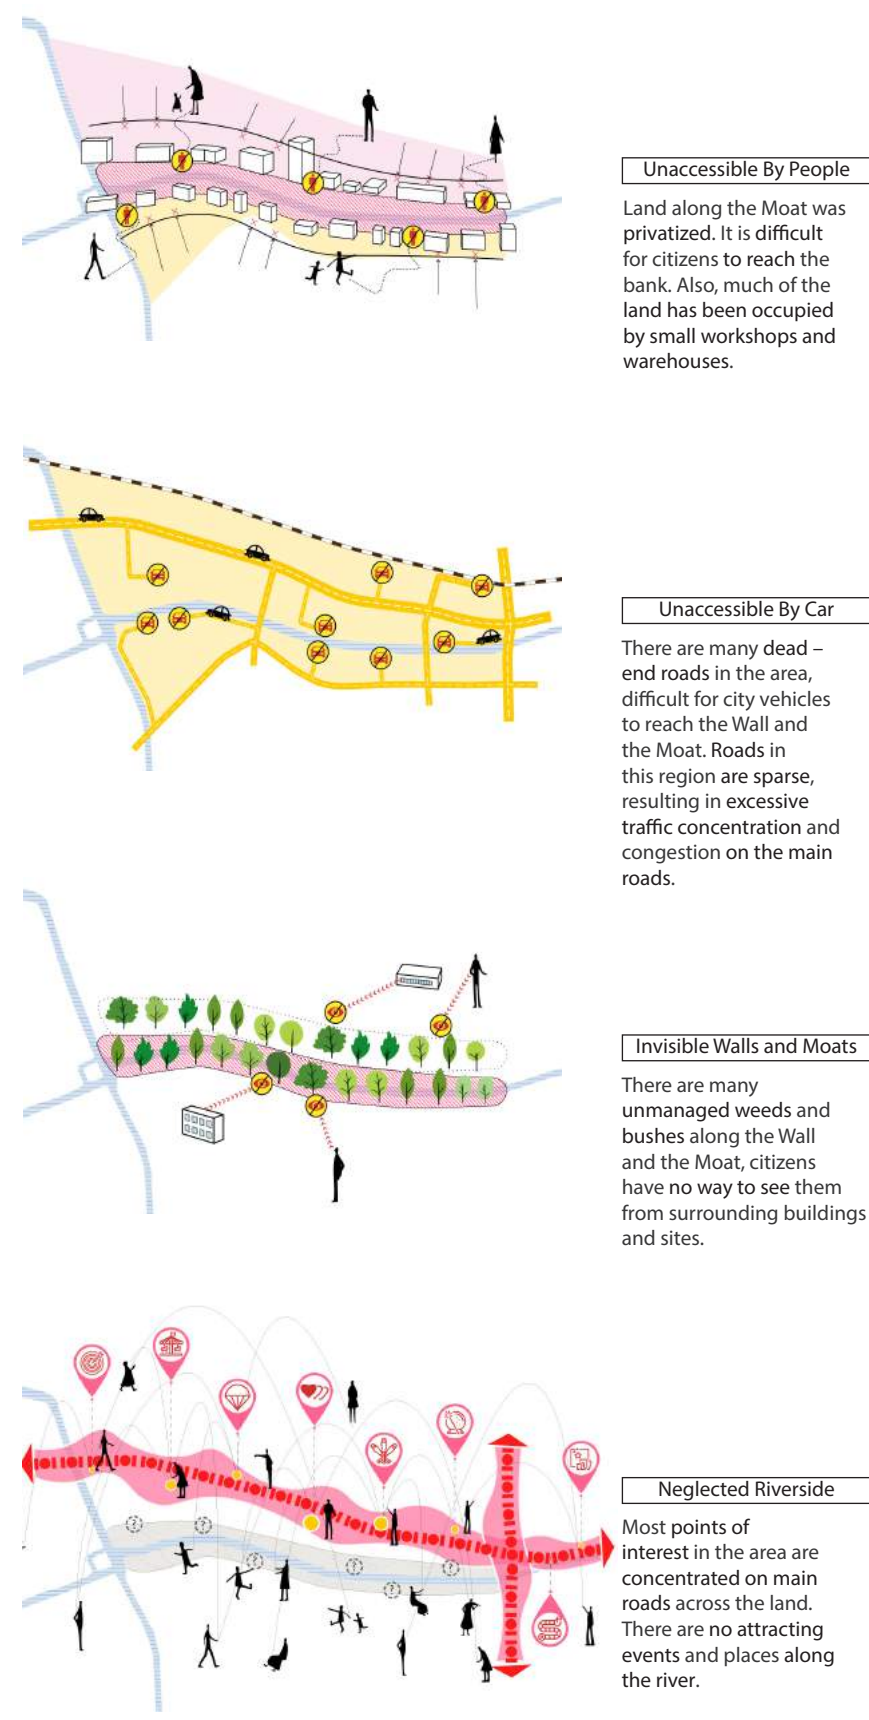 Unaccessible By People
Land along the Moat was
privatized. It is difficult
for citizens to reach the
bank. Also, much of the
land has been occupied
by small workshops and
warehouses.
Unaccessible By Car
There are many dead –
end roads in the area,
difficult for city vehicles
to reach the Wall and
the Moat. Roads in
this region are sparse,
resulting in excessive
traffic concentration and
congestion on the main
roads.
Invisible Walls and Moats
There are many
unmanaged weeds and
bushes along the Wall
and the Moat, citizens
have no way to see them
from surrounding buildings
and sites.
?
?
?
?
?
?
Neglected Riverside
Most points of
interest in the area are
concentrated on main
roads across the land.
There are no attracting
events and places along
the river.